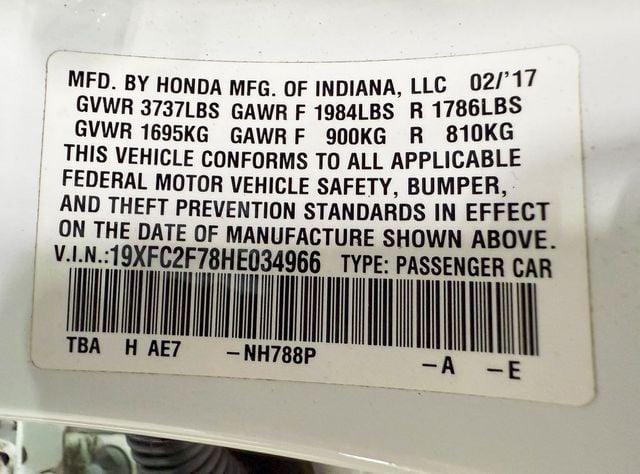 MFD. BY HONDA MFG. OF INDIANA, LLC 02/'17
GVWR 3737LBS GAWR F 1984LBS R 1786LBS
GVWR 1695KG GAWR F 900KG R 810KG
THIS VEHICLE CONFORMS TO ALL APPLICABLE
FEDERAL MOTOR VEHICLE SAFETY, BUMPER,
AND THEFT PREVENTION STANDARDS IN EFFECT
ON THE DATE OF MANUFACTURE SHOWN ABOVE.
V.I.N.:19XFC2F78HE034966 TYPE: PASSENGER CAR
TBA H AE7 –NH788P –A –E